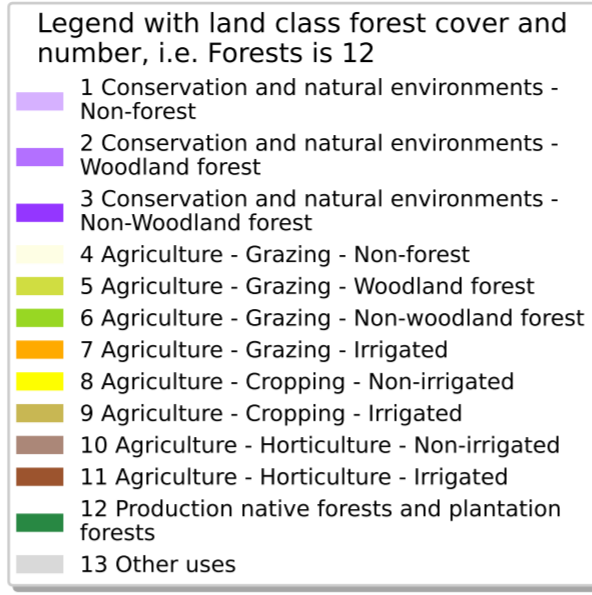 Legend with land class forest cover and
number, i.e. Forests is 12
1 Conservation and natural environments -
Non-forest
2 Conservation and natural environments -
Woodland forest
3 Conservation and natural environments -
Non-Woodland forest
4 Agriculture - Grazing - Non-forest
5 Agriculture - Grazing - Woodland forest
6 Agriculture - Grazing - Non-woodland forest
7 Agriculture - Grazing - Irrigated
8 Agriculture - Cropping - Non-irrigated
9 Agriculture - Cropping - Irrigated
10 Agriculture - Horticulture - Non-irrigated
11 Agriculture - Horticulture - Irrigated
12 Production native forests and plantation
forests
13 Other uses